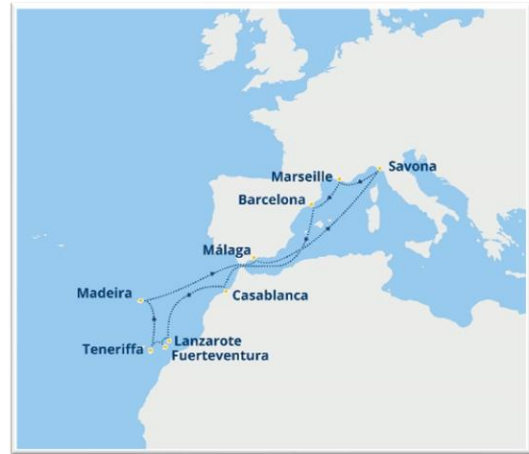 Savona
Marseille
Barcelona
Málaga
Madeira
Casablanca
Lanzarote
Teneriffa
Fuerteventura